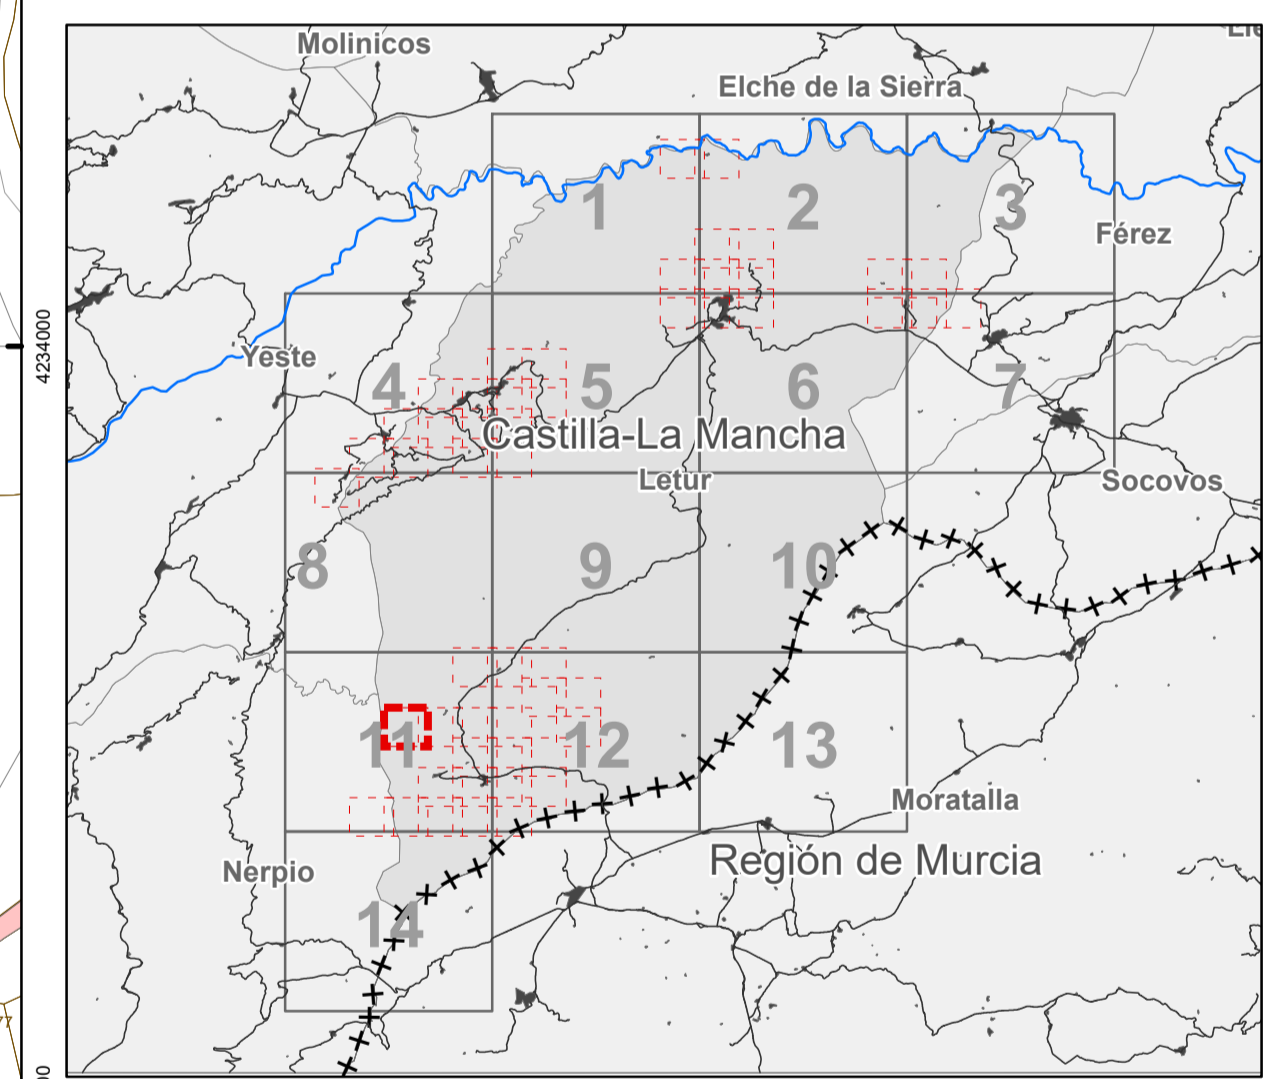 Molinicos
Elche de la Sierra
1
2
3
Férez
4234000
Yeste
4
5
6
7
Castilla-La Mancha
Letur
Socovos
8
9
10
11
12
13
Moratalla
Región de Murcia
Nerpio
14